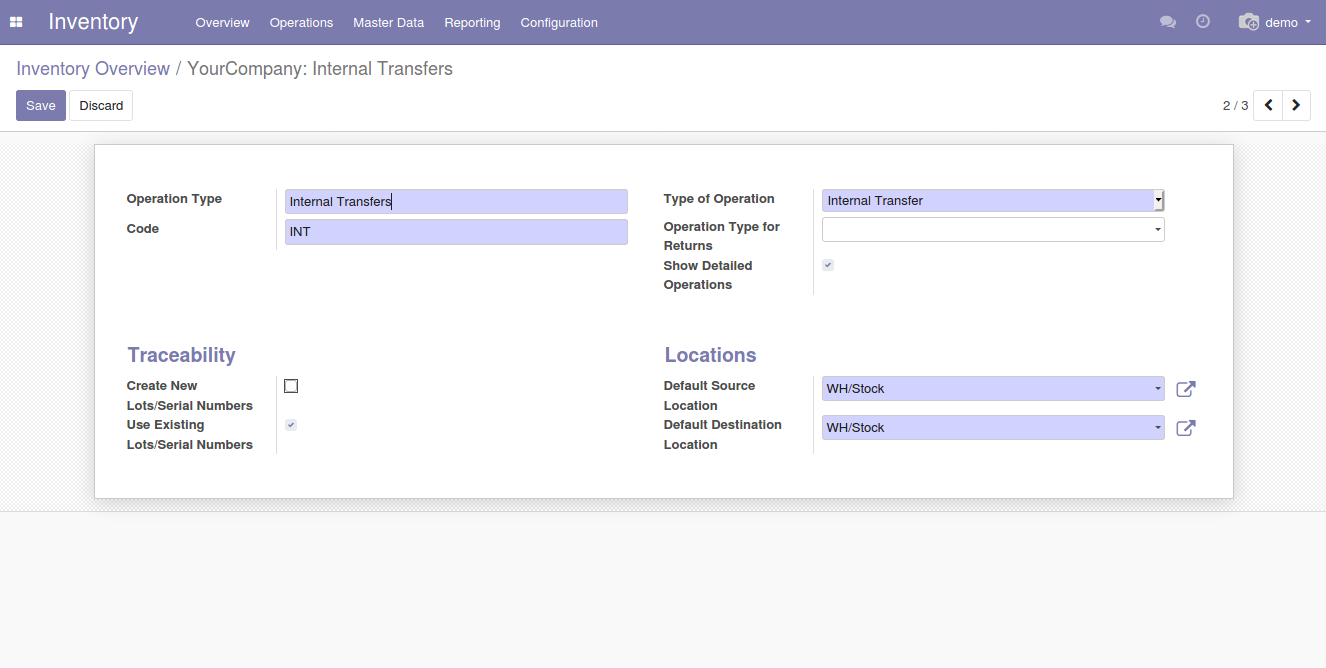 Inventory
Overview
Operations
Master Data
Reporting
Configuration
demo
Inventory Overview / YourCompany: Internal Transfers
Save
Discard
2 / 3
Operation Type
Internal Transfers
Code
INT
Type of Operation
Internal Transfer
Operation Type for
Returns
Show Detailed
Operations
Traceability
Create New
Lots/Serial Numbers
Use Existing
Lots/Serial Numbers
Locations
Default Source
Location
WH/Stock
Default Destination
Location
WH/Stock